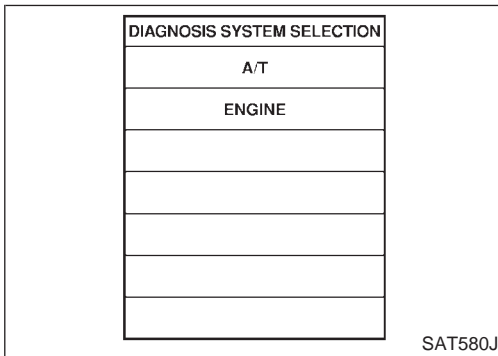 DIAGNOSIS SYSTEM SELECTION
A/T
ENGINE
SAT580J